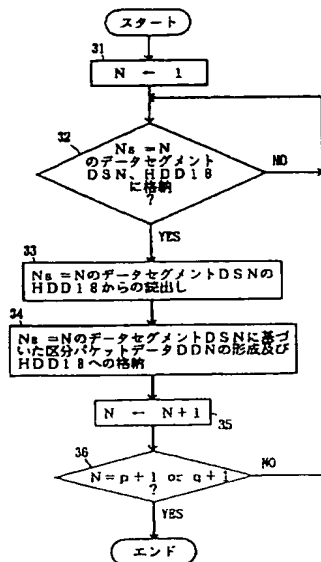 スタート
31
N ← 1
32
Ns=N
のデータセグメント
DSN、HDD18
に格納
?
NO
YES
33
Ns=NのデータセグメントDSNの
HDD18からの読出し
34
Ns=NのデータセグメントDSNに基づ
いた区分パケットデータDDNの形成及び
HDD18への格納
N ← N+1
35
36
N=p+1 or q+1
?
NO
YES
エンド